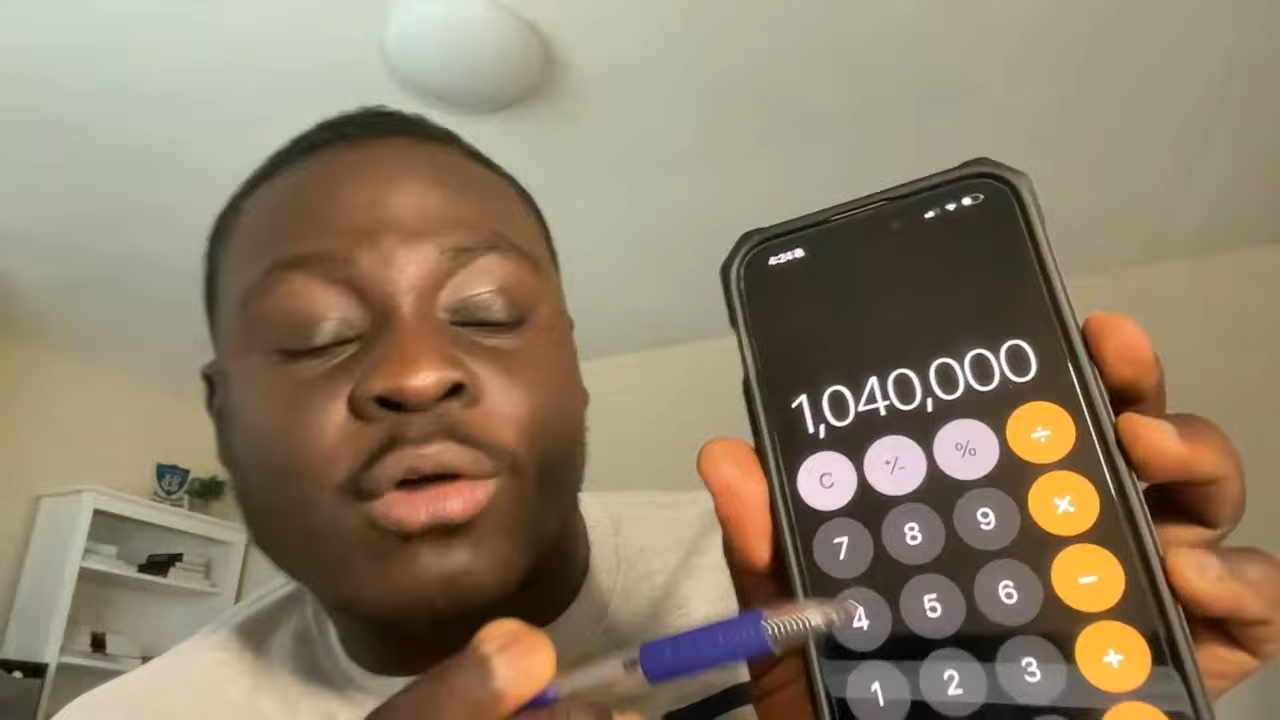 1,040,000
C +/- % ÷
7 8 9 ×
4 5 6 −
1 2 3 +